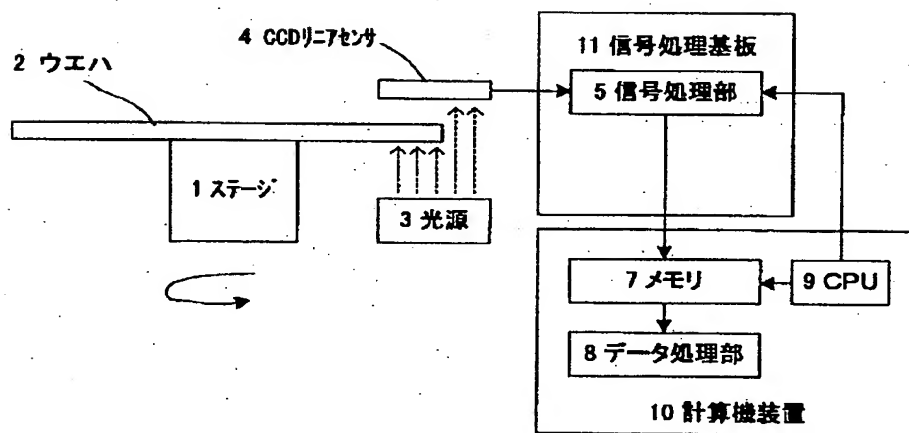 4 CCDリニアセンサ
2 ウエハ
11 信号処理基板
5 信号処理部
1 ステージ
3 光源
7 メモリ
9 CPU
8 データ処理部
10 計算機装置